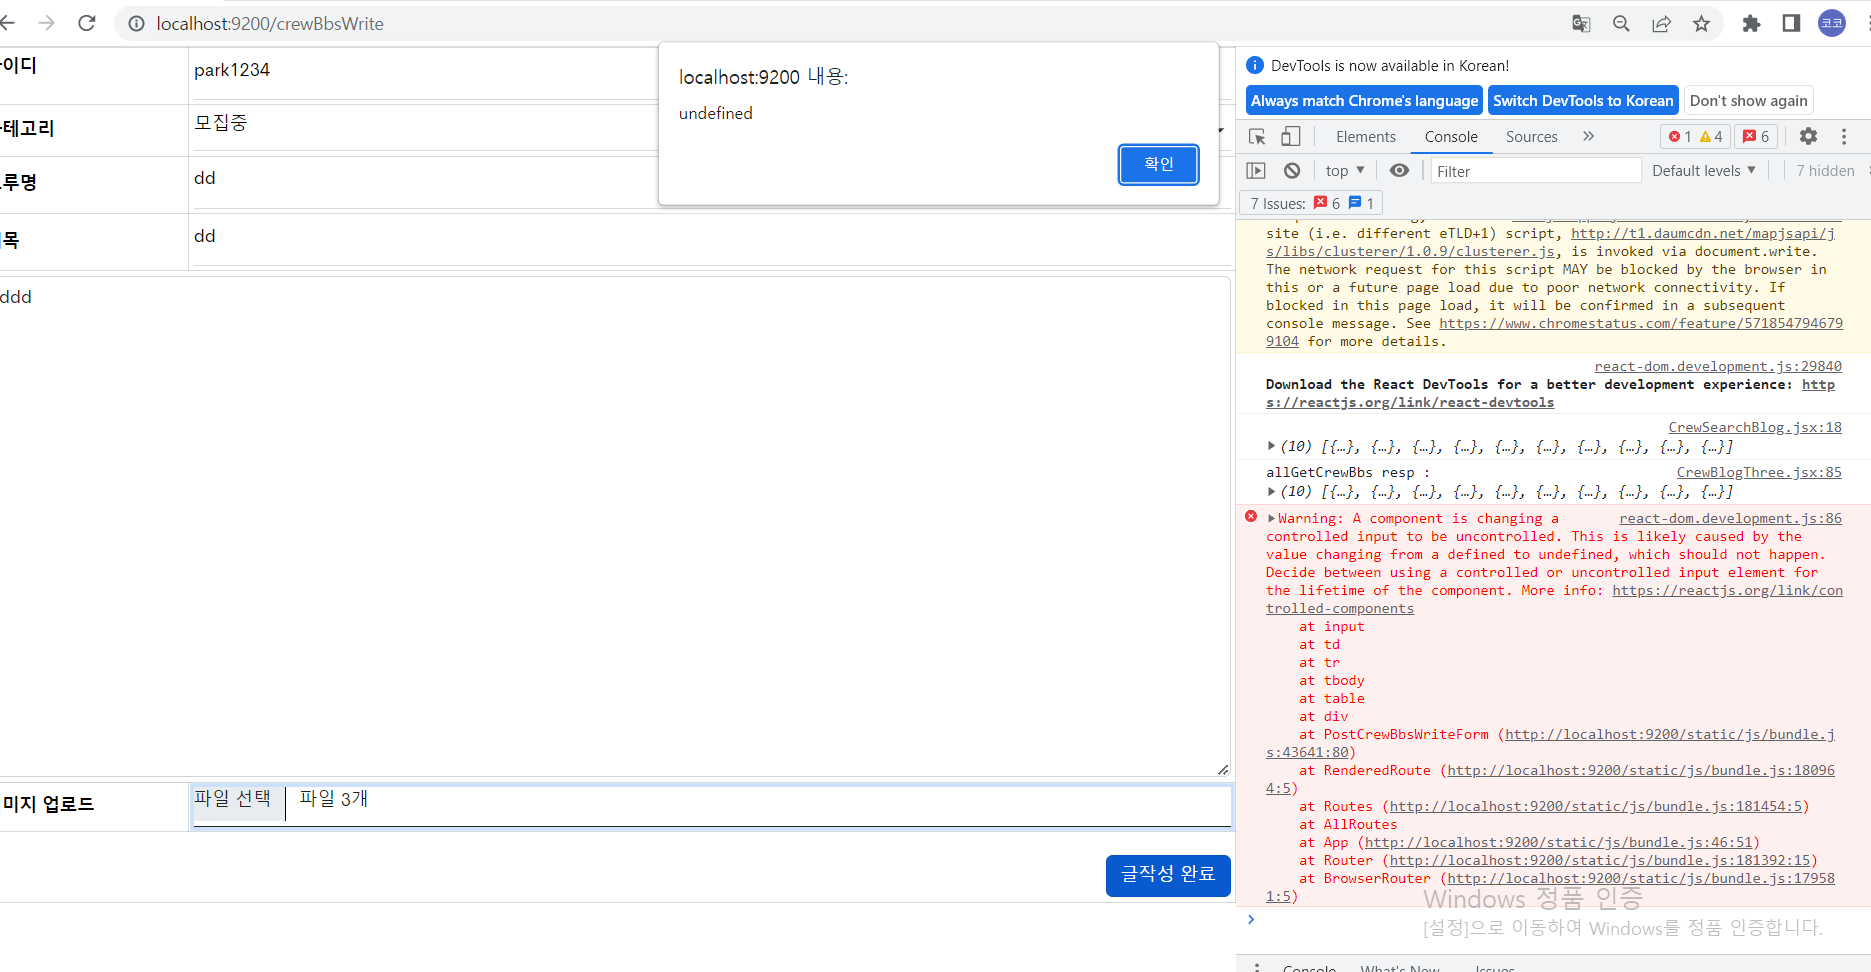 localhost:9200/crewBbsWrite
코코
이디
park1234
테고리
모집중
루명
dd
목
dd
ddd
미지 업로드
파일 선택
파일 3개
글작성 완료
localhost:9200 내용:
undefined
확인
DevTools is now available in Korean!
Always match Chrome's language
Switch DevTools to Korean
Don't show again
Elements
Console
Sources
1
4
6
top
Filter
Default levels
7 hidden
7 Issues:
6
1
site (i.e. different eTLD+1) script, http://t1.daumcdn.net/mapjsapi/j
s/libs/clusterer/1.0.9/clusterer.js, is invoked via document.write.
The network request for this script MAY be blocked by the browser in
this or a future page load due to poor network connectivity. If
blocked in this page load, it will be confirmed in a subsequent
console message. See https://www.chromestatus.com/feature/571854794679
9104 for more details.
react-dom.development.js:29840
Download the React DevTools for a better development experience: http
s://reactjs.org/link/react-devtools
CrewSearchBlog.jsx:18
(10) [{…}, {…}, {…}, {…}, {…}, {…}, {…}, {…}, {…}, {…}]
allGetCrewBbs resp :
CrewBlogThree.jsx:85
(10) [{…}, {…}, {…}, {…}, {…}, {…}, {…}, {…}, {…}, {…}]
Warning: A component is changing a
react-dom.development.js:86
controlled input to be uncontrolled. This is likely caused by the
value changing from a defined to undefined, which should not happen.
Decide between using a controlled or uncontrolled input element for
the lifetime of the component. More info: https://reactjs.org/link/con
trolled-components
at input
at td
at tr
at tbody
at table
at div
at PostCrewBbsWriteForm (http://localhost:9200/static/js/bundle.j
s:43641:80)
at RenderedRoute (http://localhost:9200/static/js/bundle.js:18096
4:5)
at Routes (http://localhost:9200/static/js/bundle.js:181454:5)
at AllRoutes
at App (http://localhost:9200/static/js/bundle.js:46:51)
at Router (http://localhost:9200/static/js/bundle.js:181392:15)
at BrowserRouter (http://localhost:9200/static/js/bundle.js:17958
1:5)
Windows 정품 인증
[설정]으로 이동하여 Windows를 정품 인증합니다.
Console
What's New
Issues